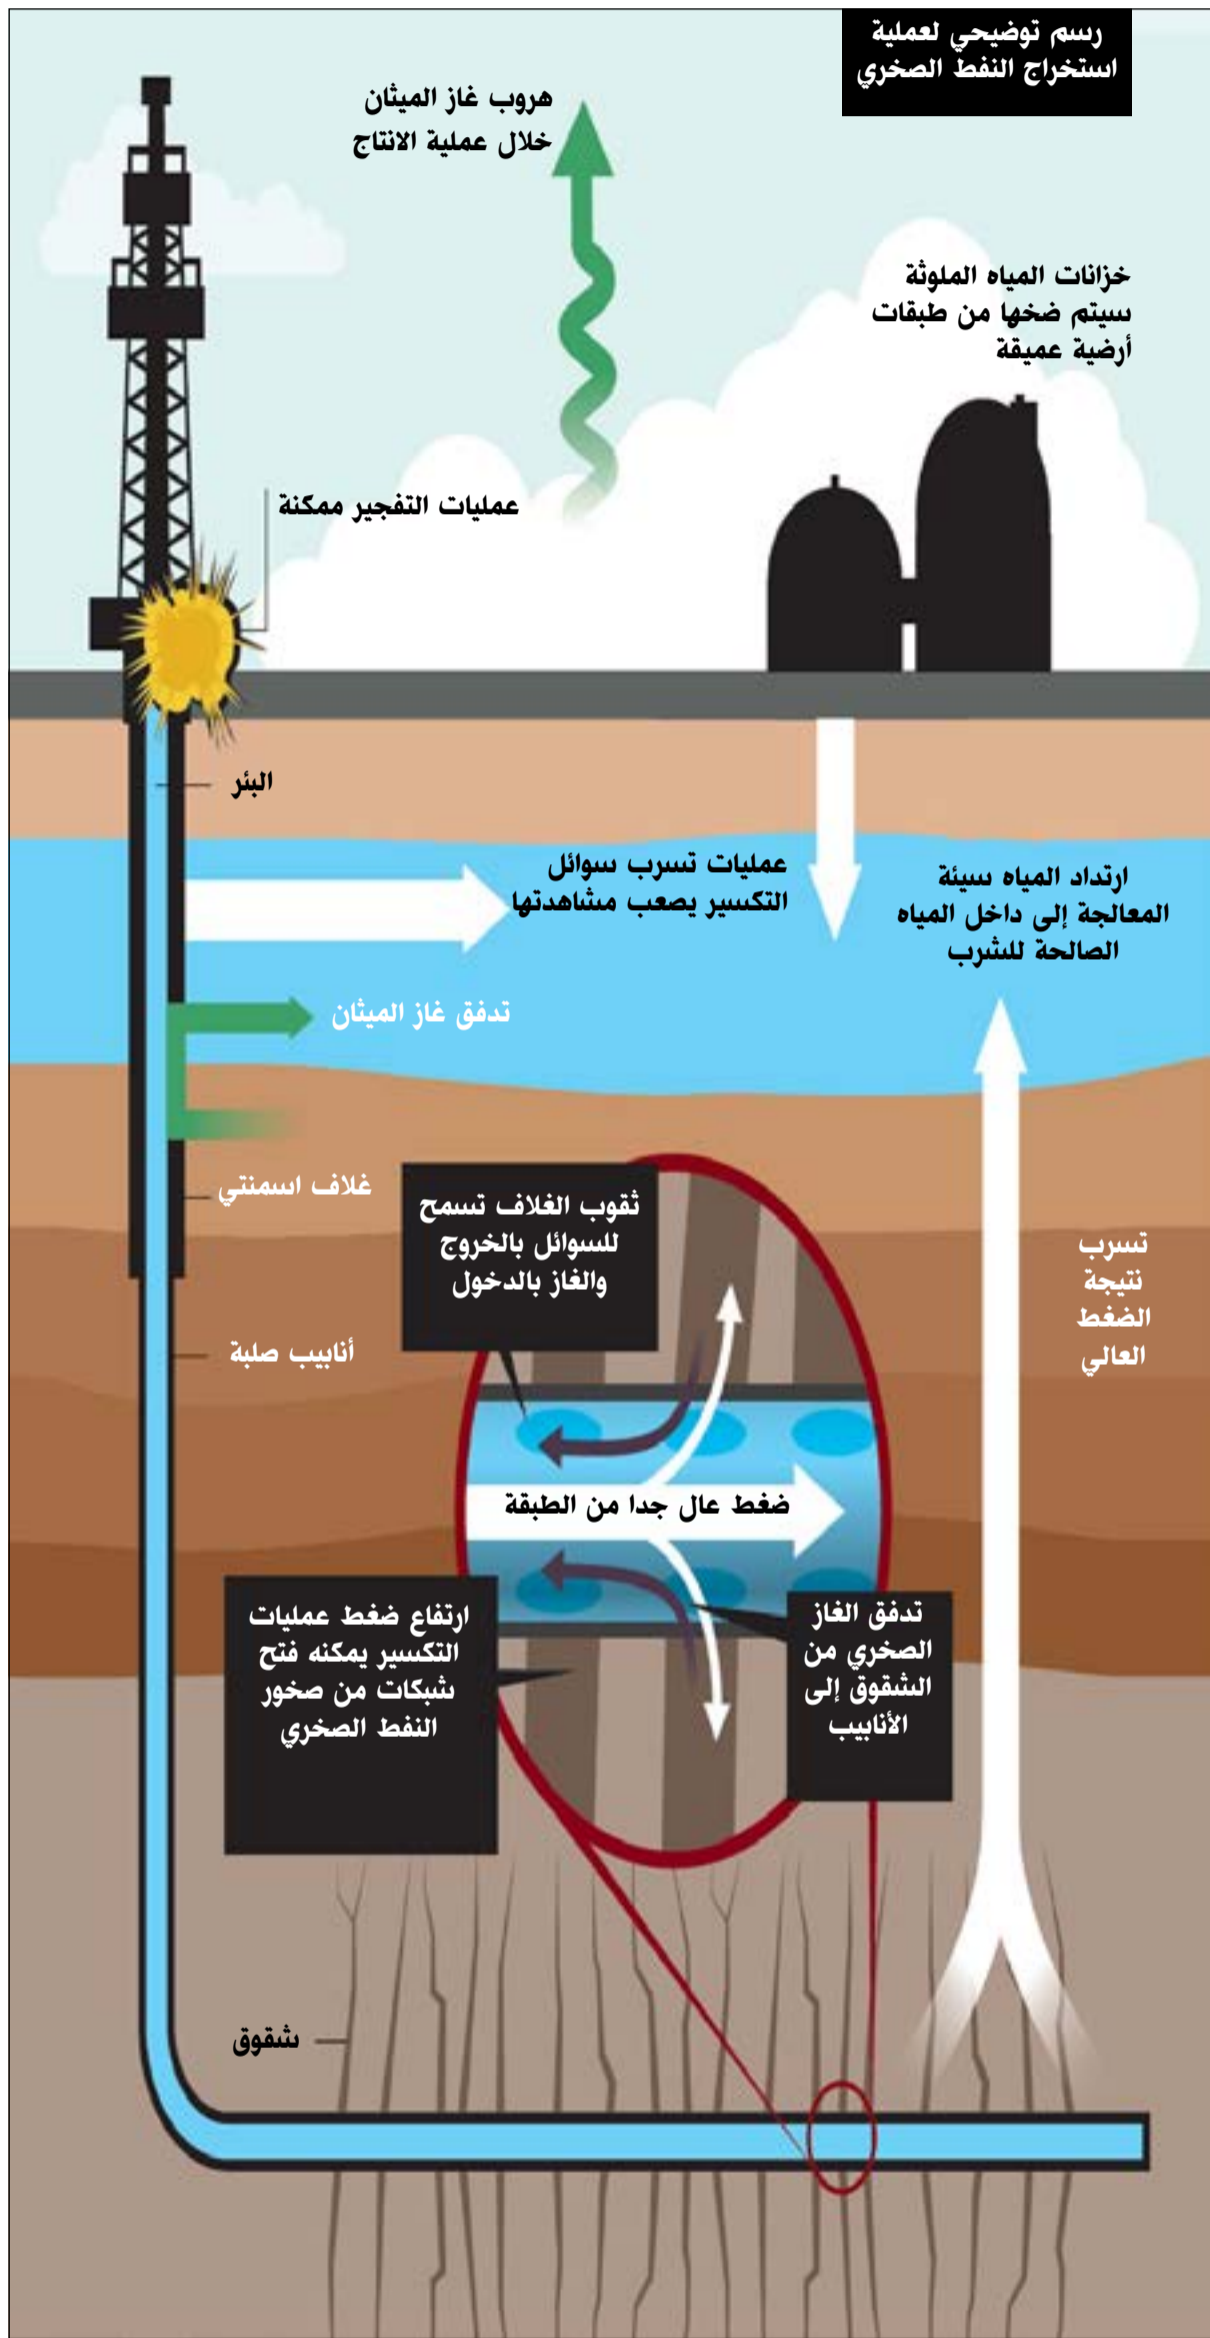 رسم توضيحي لعملية
استخراج النفط الصخري
هروب غاز الميثان
خلال عملية الانتاج
خزانات المياه الملوثة
سيتم ضخها من طبقات
أرضية عميقة
عمليات التفجير ممكنة
البئر
عمليات تسرب سوائل
التكسير يصعب مشاهدتها
ارتداد المياه سيئة
المعالجة إلى داخل المياه
الصالحة للشرب
تدفق غاز الميثان
غلاف اسمنتي
ثقوب الغلاف تسمح
للسوائل بالخروج
والغاز بالدخول
تسرب
نتيجة
الضغط
العالي
أنابيب صلبة
ضغط عال جدا من الطبقة
تدفق الغاز
الصخري من
الشقوق إلى
الأنابيب
ارتفاع ضغط عمليات
التكسير يمكنه فتح
شبكات من صخور
النفط الصخري
شقوق